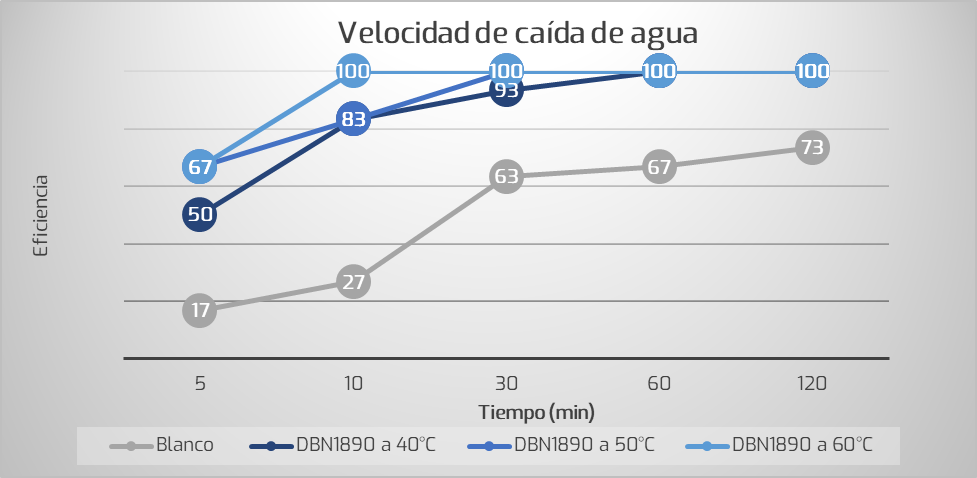 Velocidad de caída de agua
100 100 100 100
93
83
67
50
17 27 63 67 73
Eficiencia
5 10 30 60 120
Tiempo (min)
Blanco DBN1890 a 40°C DBN1890 a 50°C DBN1890 a 60°C